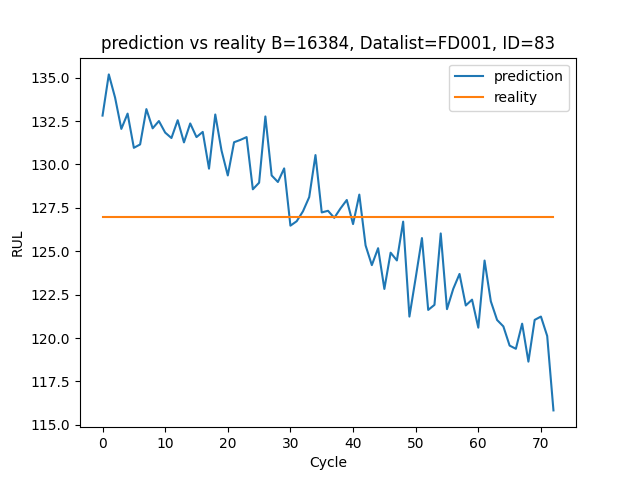 prediction vs reality B=16384, Datalist=FD001, ID=83
prediction
reality
135.0
132.5
130.0
127.5
125.0
122.5
120.0
117.5
115.0
RUL
0 10 20 30 40 50 60 70
Cycle